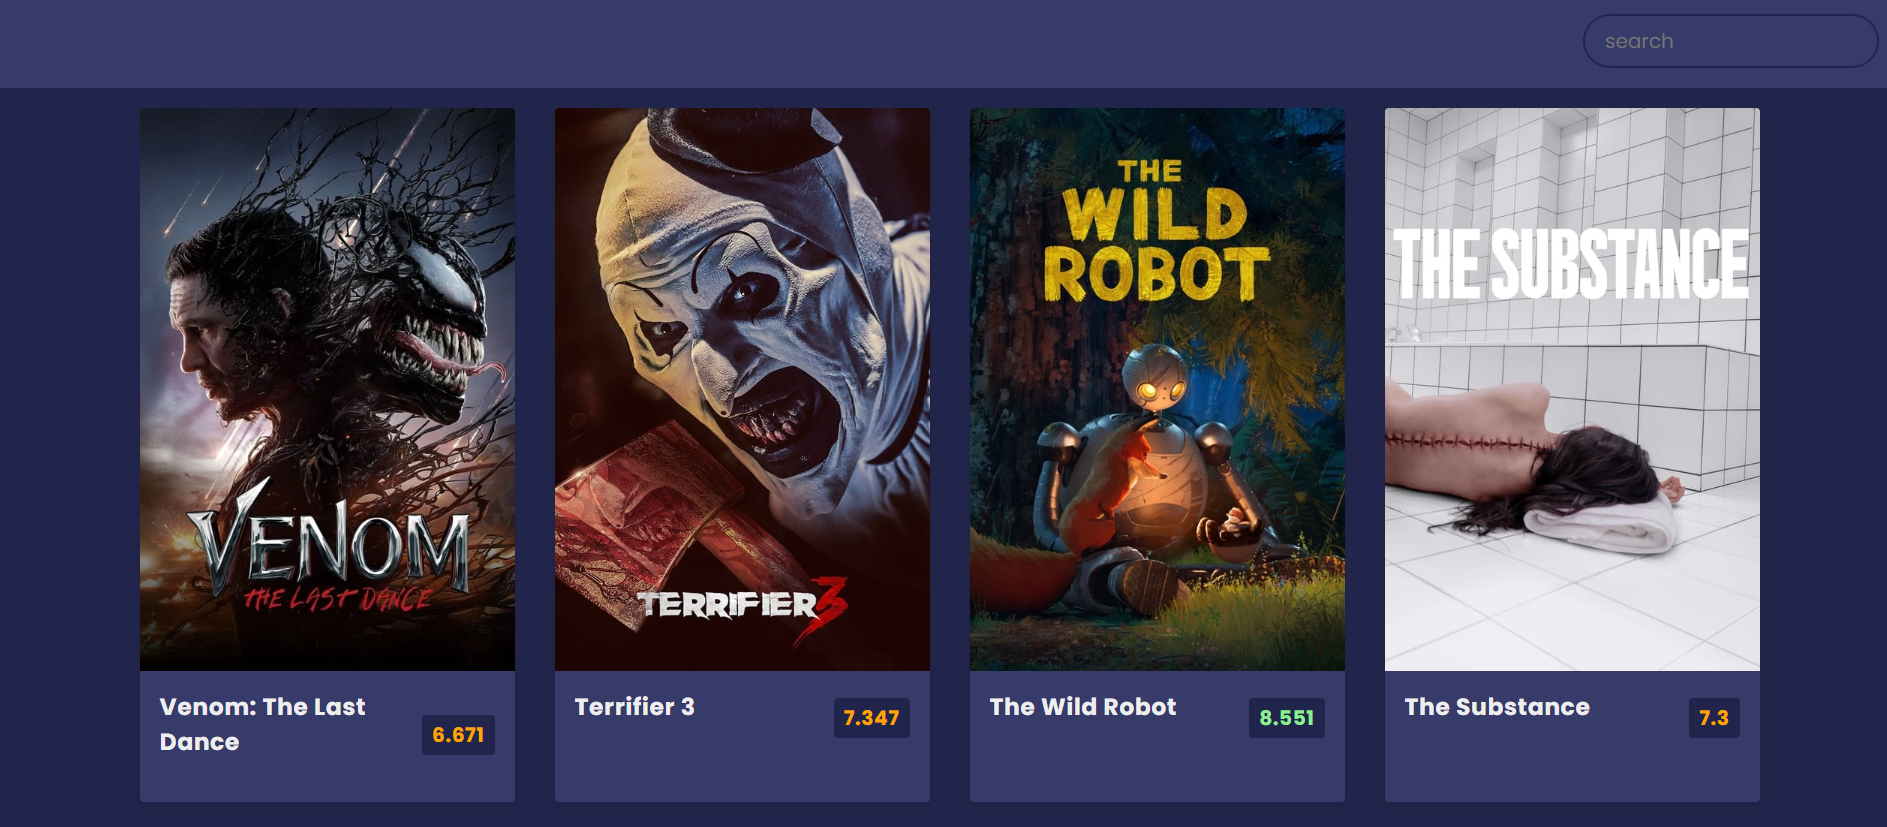 search
VENOM
THE LAST DANCE
TERRIFIER 3
THE
WILD
ROBOT
THE SUBSTANCE
Venom: The Last
Dance
6.671
Terrifier 3
7.347
The Wild Robot
8.551
The Substance
7.3